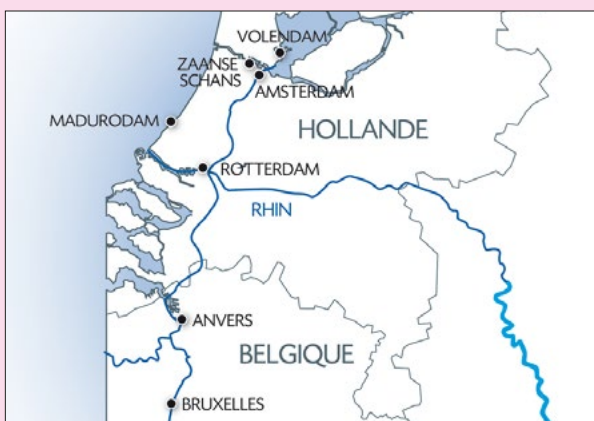 VOLENDAM
ZAANSE
SCHANS
AMSTERDAM
MADURODAM
HOLLANDE
ROTTERDAM
RHIN
ANVERS
BELGIQUE
BRUXELLES